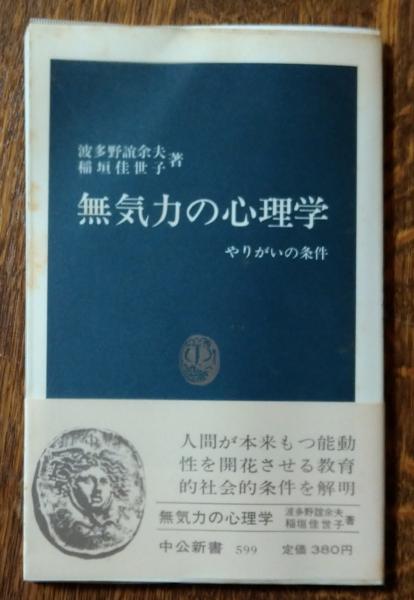 波多野誼余夫
稲垣佳世子 著
無気力の心理学
やりがいの条件
人間が本来もつ能動
性を開花させる教育
的社会的条件を解明
無気力の心理学 波多野誼余夫
稲垣佳世子 著
中公新書 599 定価 380円